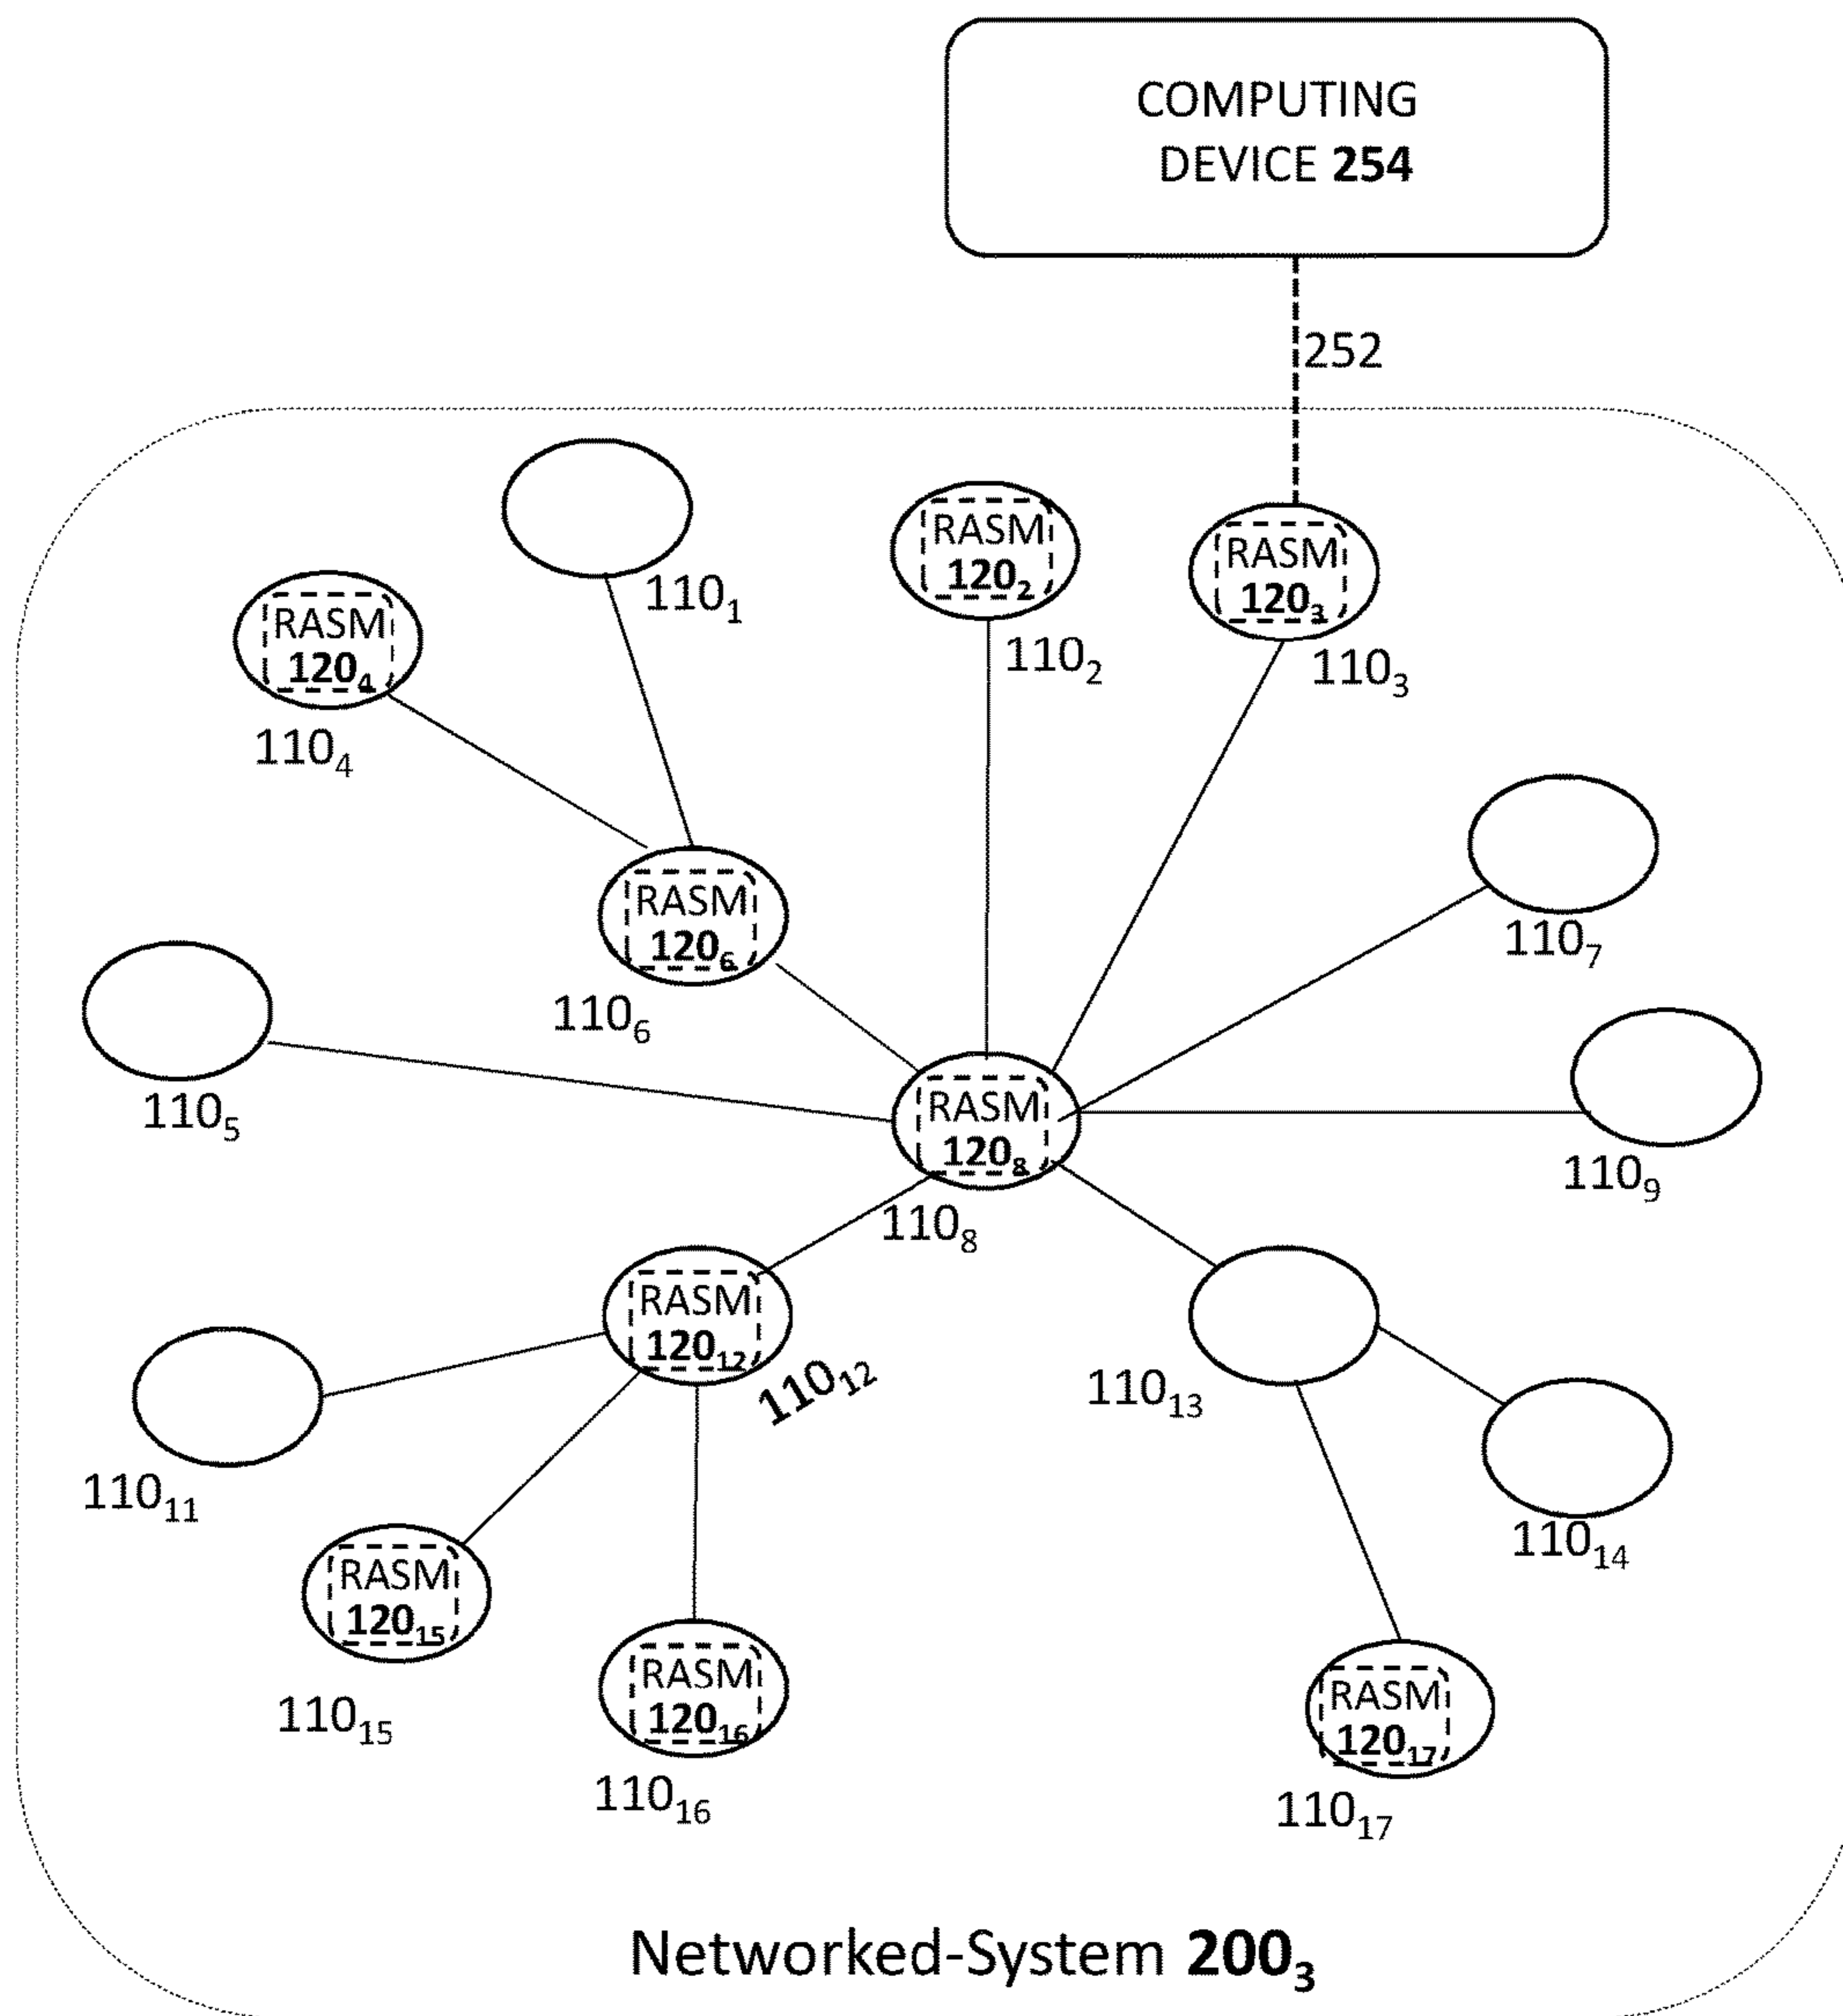 COMPUTING
DEVICE 254
252
110₁
RASM
120₂
110₂
RASM
120₃
110₃
RASM
120₄
110₄
RASM
120₆
110₆
110₇
110₅
RASM
120₈
110₈
110₉
RASM
120₁₂
110₁₂
110₁₃
110₁₁
110₁₄
RASM
120₁₅
110₁₅
RASM
120₁₆
110₁₆
RASM
120₁₇
110₁₇
Networked-System 200₃